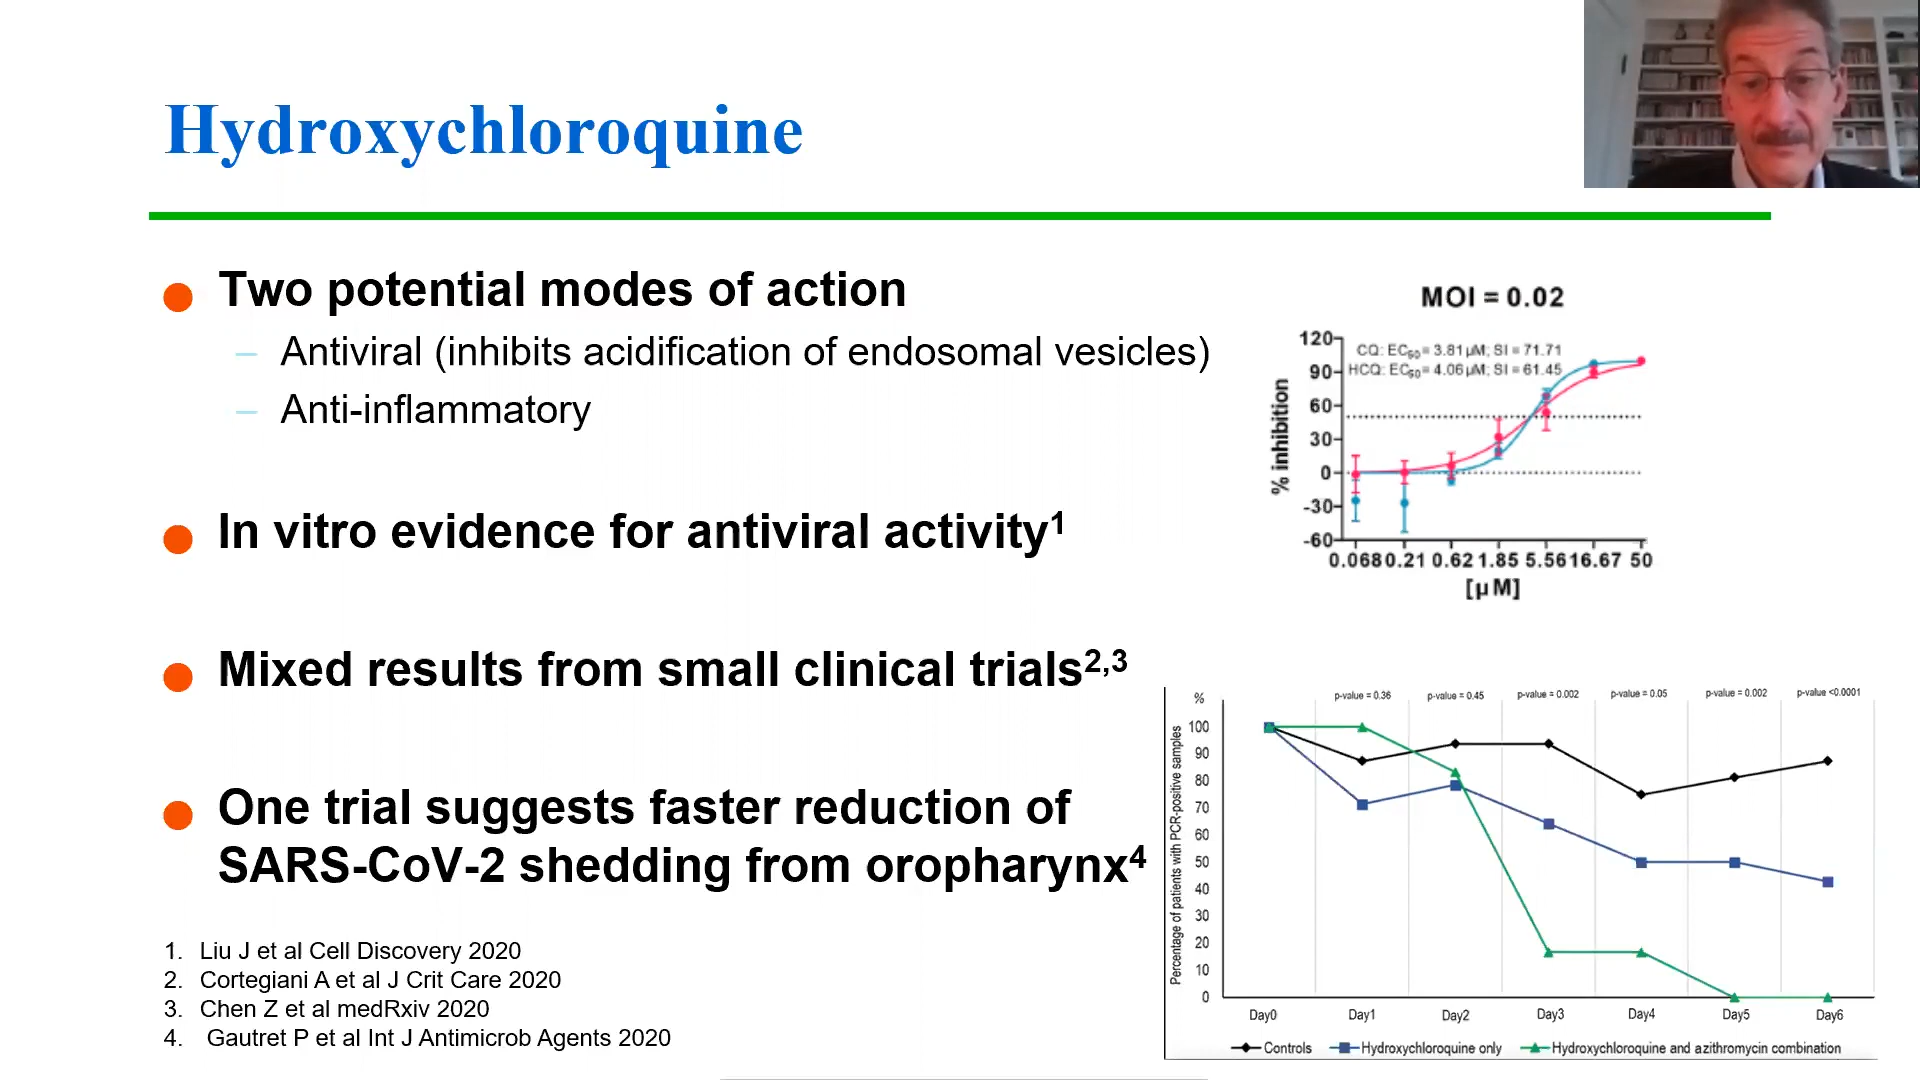 Hydroxychloroquine
Two potential modes of action
– Antiviral (inhibits acidification of endosomal vesicles)
– Anti-inflammatory
In vitro evidence for antiviral activity1
Mixed results from small clinical trials2,3
One trial suggests faster reduction of
SARS-CoV-2 shedding from oropharynx4
1. Liu J et al Cell Discovery 2020
2. Cortegiani A et al J Crit Care 2020
3. Chen Z et al medRxiv 2020
4. Gautret P et al Int J Antimicrob Agents 2020
MOI = 0.02
CQ: EC50 = 3.81 µM; SI = 71.71
HCQ: EC50 = 4.06 µM; SI = 61.45
% inhibition
120
90
60
30
0
-30
-60
0.068 0.21 0.62 1.85 5.56 16.67 50
[µM]
% p-value = 0.36 p-value = 0.45 p-value = 0.002 p-value = 0.05 p-value = 0.002 p-value <0.0001
Percentage of patients with PCR-positive samples
100
90
80
70
60
50
40
30
20
10
0
Day0 Day1 Day2 Day3 Day4 Day5 Day6
Controls Hydroxychloroquine only Hydroxychloroquine and azithromycin combination